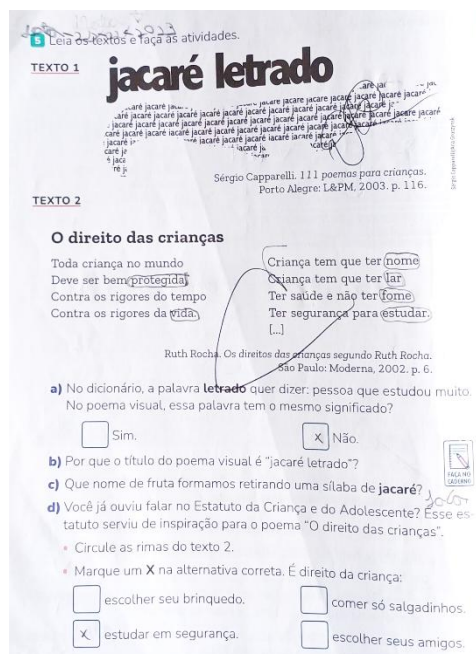 5 Leia os textos e faça as atividades.
TEXTO 1
jacaré letrado
Sérgio Capparelli. 111 poemas para crianças.
Porto Alegre: L&PM, 2003. p. 116.
TEXTO 2
O direito das crianças
Toda criança no mundo
Deve ser bem protegida
Contra os rigores do tempo
Contra os rigores da vida.
Criança tem que ter nome
Criança tem que ter lar
Ter saúde e não ter fome
Ter segurança para estudar.
[...]
Ruth Rocha. Os direitos das crianças segundo Ruth Rocha.
São Paulo: Moderna, 2002. p. 6.
a) No dicionário, a palavra letrado quer dizer: pessoa que estudou muito.
No poema visual, essa palavra tem o mesmo significado?
Sim.
X Não.
b) Por que o título do poema visual é "jacaré letrado"?
FAÇA NO
CADERNO
c) Que nome de fruta formamos retirando uma sílaba de jacaré?
d) Você já ouviu falar no Estatuto da Criança e do Adolescente? Esse es-
tatuto serviu de inspiração para o poema "O direito das crianças".
• Circule as rimas do texto 2.
• Marque um X na alternativa correta. É direito da criança:
escolher seu brinquedo.
comer só salgadinhos.
X estudar em segurança.
escolher seus amigos.